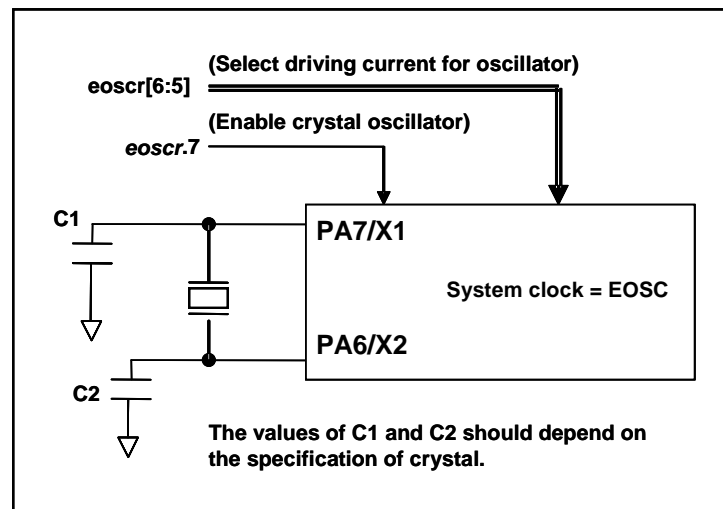 (Select driving current for oscillator)
eoscr[6:5]
(Enable crystal oscillator)
eoscr.7
C1
PA7/X1
System clock = EOSC
PA6/X2
C2
The values of C1 and C2 should depend on
the specification of crystal.